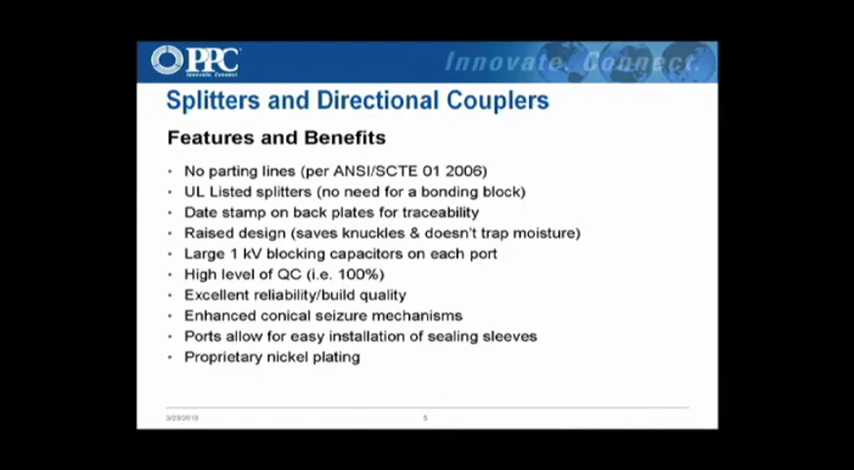 PPC
Innovate. Connect.
Innovate. Connect.
Splitters and Directional Couplers
Features and Benefits
• No parting lines (per ANSI/SCTE 01 2006)
• UL Listed splitters (no need for a bonding block)
• Date stamp on back plates for traceability
• Raised design (saves knuckles & doesn't trap moisture)
• Large 1 kV blocking capacitors on each port
• High level of QC (i.e. 100%)
• Excellent reliability/build quality
• Enhanced conical seizure mechanisms
• Ports allow for easy installation of sealing sleeves
• Proprietary nickel plating
5